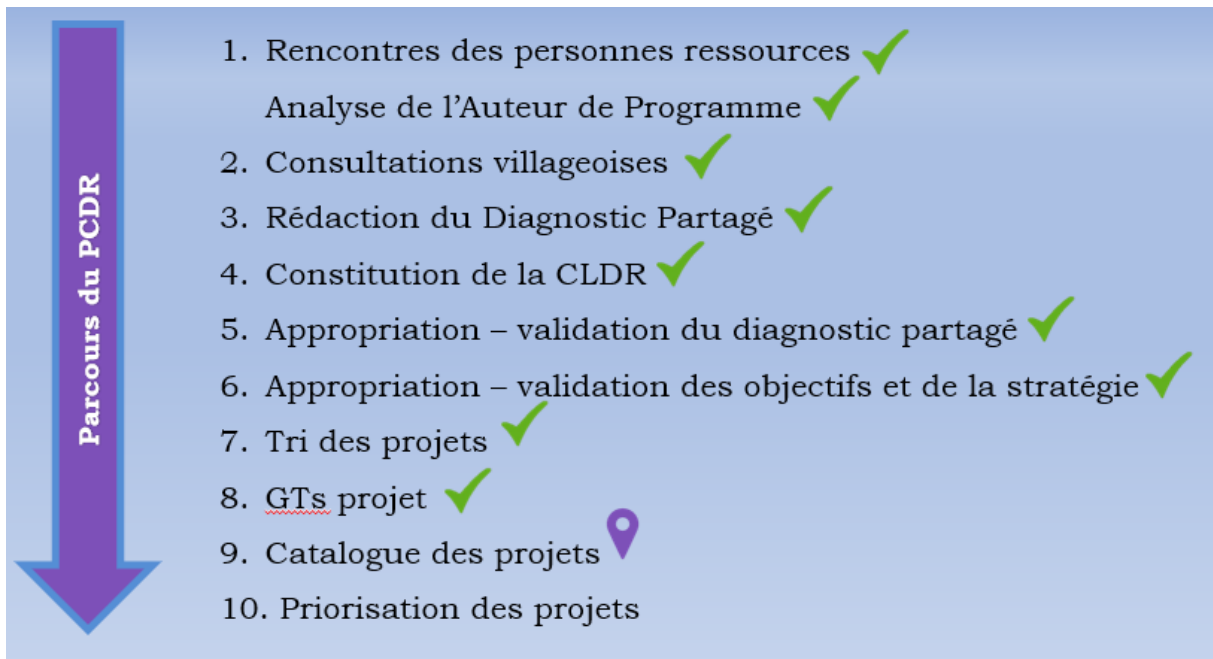 Parcours du PCDR
1. Rencontres des personnes ressources
Analyse de l’Auteur de Programme
2. Consultations villageoises
3. Rédaction du Diagnostic Partagé
4. Constitution de la CLDR
5. Appropriation – validation du diagnostic partagé
6. Appropriation – validation des objectifs et de la stratégie
7. Tri des projets
8. GTs projet
9. Catalogue des projets
10. Priorisation des projets